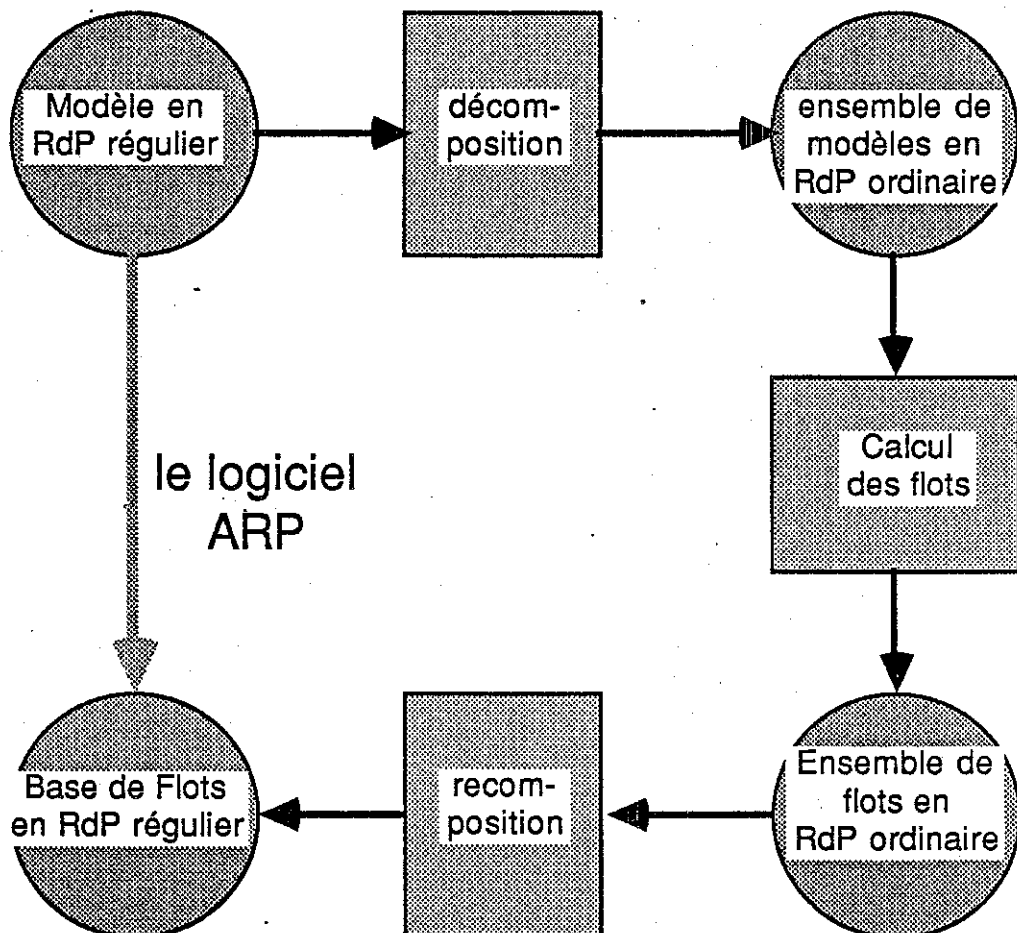 Modèle en
RdP régulier
décom-
position
ensemble de
modèles en
RdP ordinaire
le logiciel
ARP
Calcul
des flots
Base de Flots
en RdP régulier
recom-
position
Ensemble de
flots en
RdP ordinaire